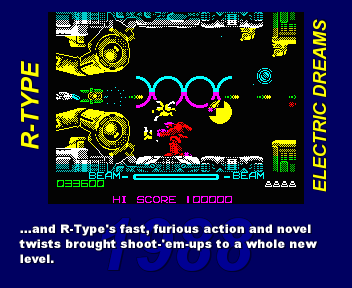 R-TYPE
ELECTRIC DREAMS
BEAM BEAM
033600
HI SCORE 100000
1988
...and R-Type's fast, furious action and novel
twists brought shoot-'em-ups to a whole new
level.